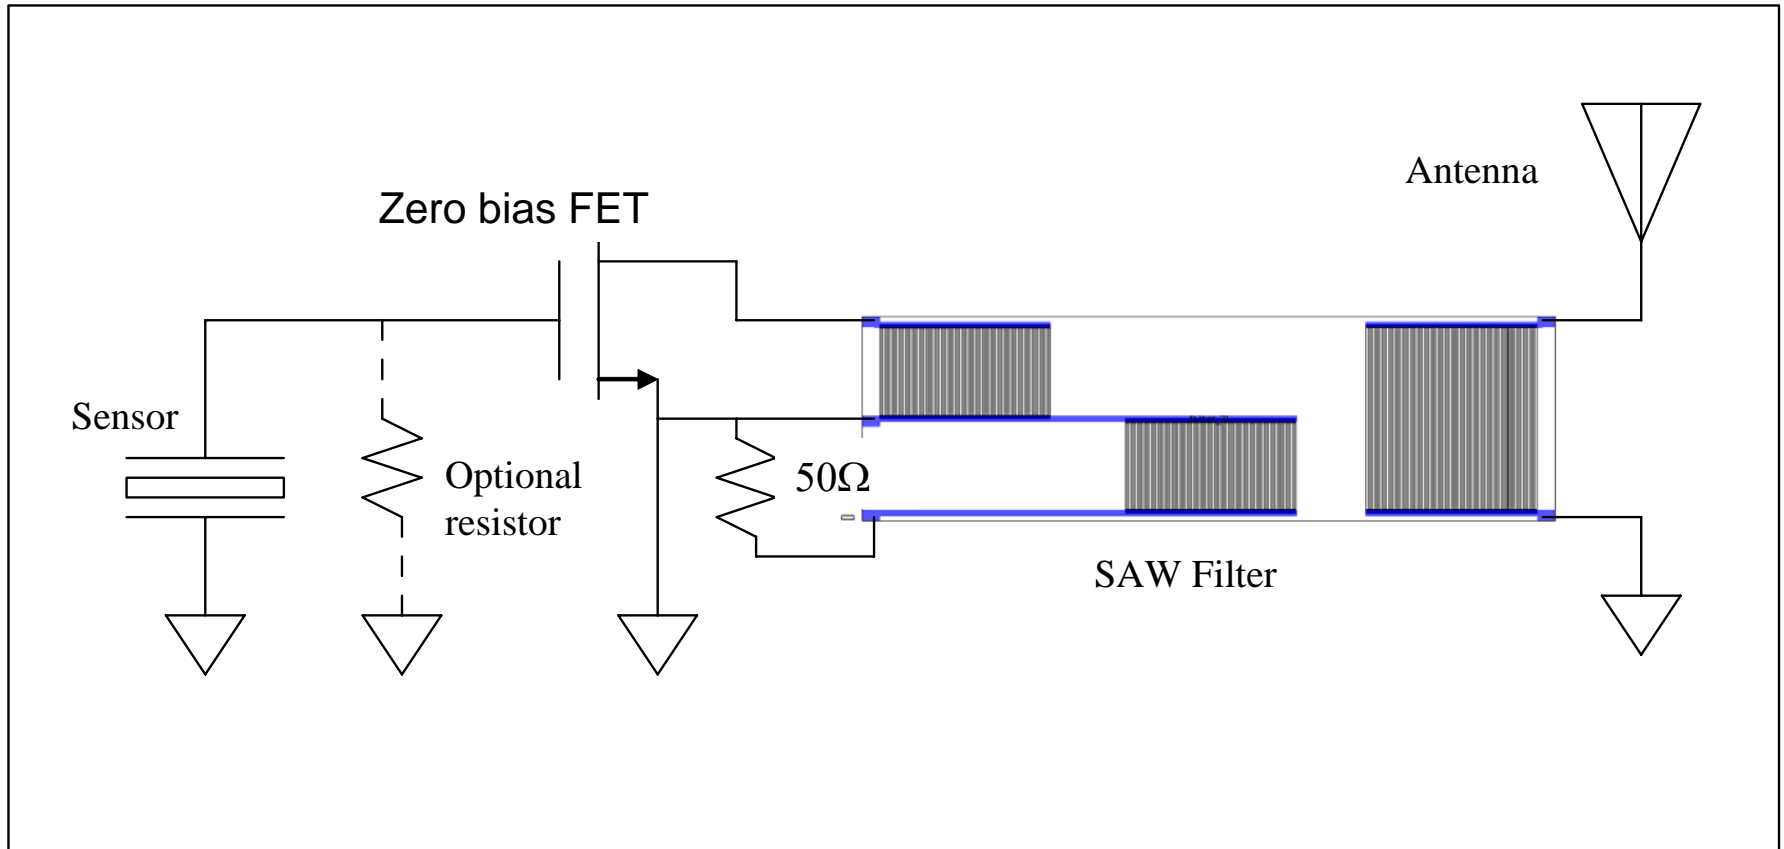 Antenna
Zero bias FET
Sensor
Optional
resistor
50Ω
SAW Filter